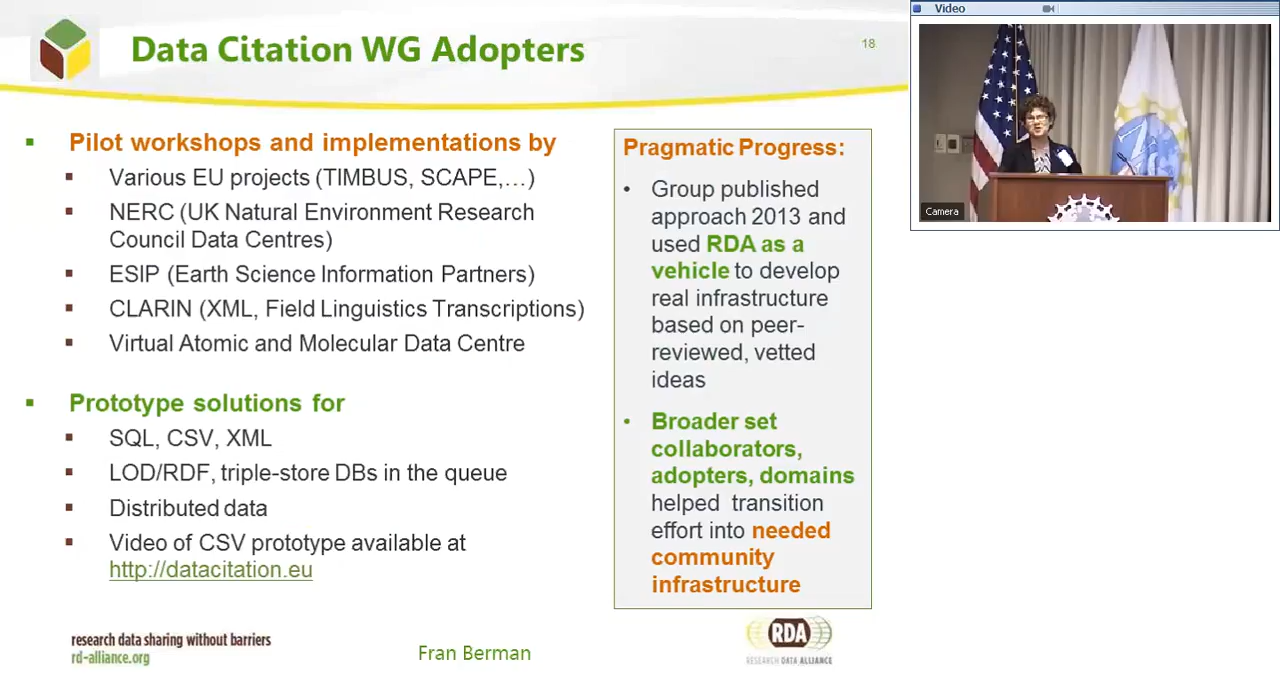 Data Citation WG Adopters
18
Pilot workshops and implementations by
Various EU projects (TIMBUS, SCAPE,…)
NERC (UK Natural Environment Research
Council Data Centres)
ESIP (Earth Science Information Partners)
CLARIN (XML, Field Linguistics Transcriptions)
Virtual Atomic and Molecular Data Centre
Prototype solutions for
SQL, CSV, XML
LOD/RDF, triple-store DBs in the queue
Distributed data
Video of CSV prototype available at
http://datacitation.eu
Pragmatic Progress:
Group published
approach 2013 and
used RDA as a
vehicle to develop
real infrastructure
based on peer-
reviewed, vetted
ideas
Broader set
collaborators,
adopters, domains
helped transition
effort into needed
community
infrastructure
research data sharing without barriers
rd-alliance.org
Fran Berman
RDA
RESEARCH DATA ALLIANCE
Video
Camera